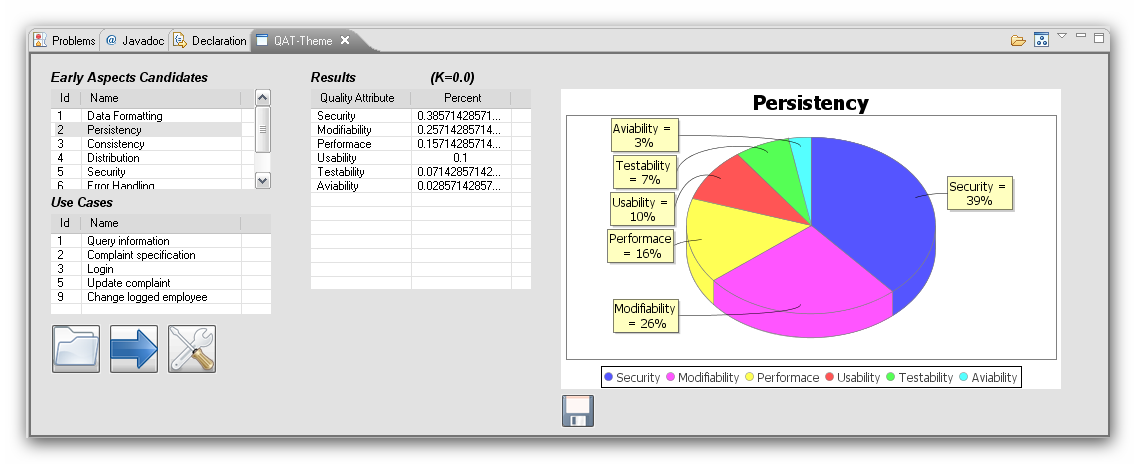 Problems @ Javadoc Declaration QAT-Theme
Early Aspects Candidates
Id Name
1 Data Formatting
2 Persistency
3 Consistency
4 Distribution
5 Security
6 Error Handling
Use Cases
Id Name
1 Query information
2 Complaint specification
3 Login
5 Update complaint
9 Change logged employee
Results (K=0.0)
Quality Attribute Percent
Security 0.38571428571...
Modifiability 0.25714285714...
Performace 0.15714285714...
Usability 0.1
Testability 0.07142857142...
Aviability 0.02857142857...
Persistency
Aviability =
3%
Testability
= 7%
Usability =
10%
Performace
= 16%
Modifiability
= 26%
Security =
39%
Security Modifiability Performace Usability Testability Aviability